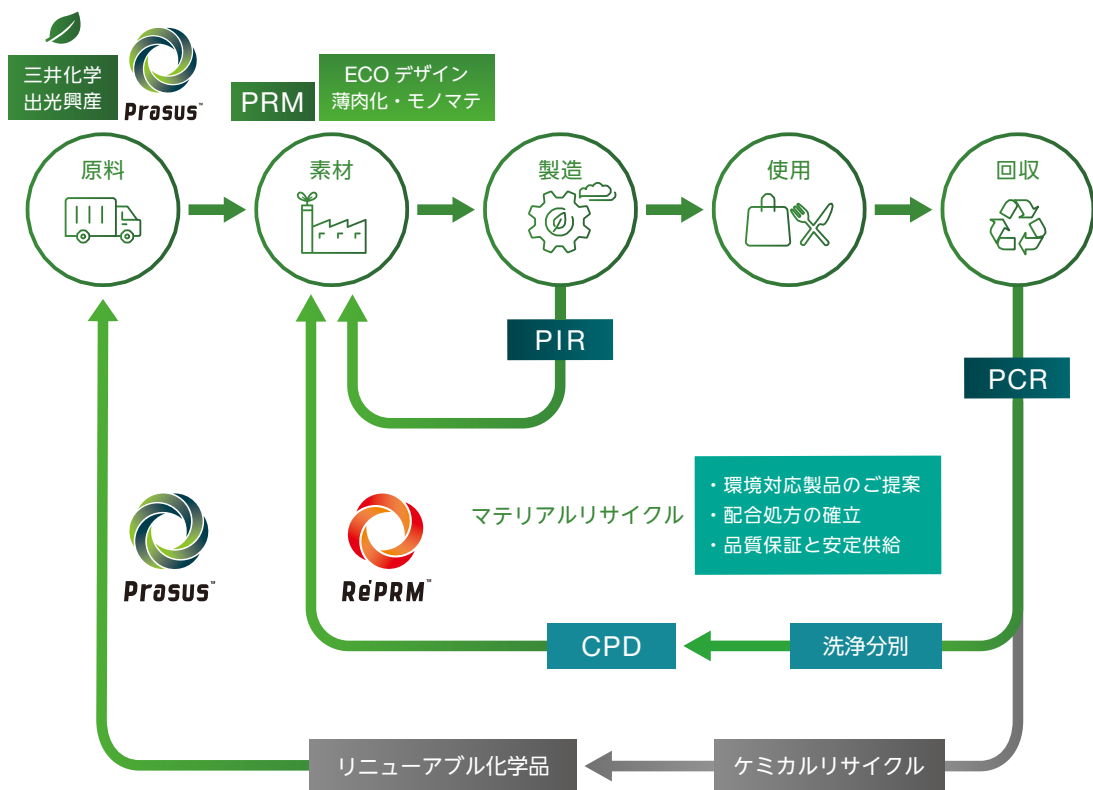 三井化学
出光興産
Prasus™
PRM
ECO デザイン
薄肉化・モノマテ
原料
素材
製造
使用
回収
PIR
PCR
Prasus™
Re'PRM™
マテリアルリサイクル
・環境対応製品のご提案
・配合処方の確立
・品質保証と安定供給
CPD
洗浄分別
リニューアブル化学品
ケミカルリサイクル